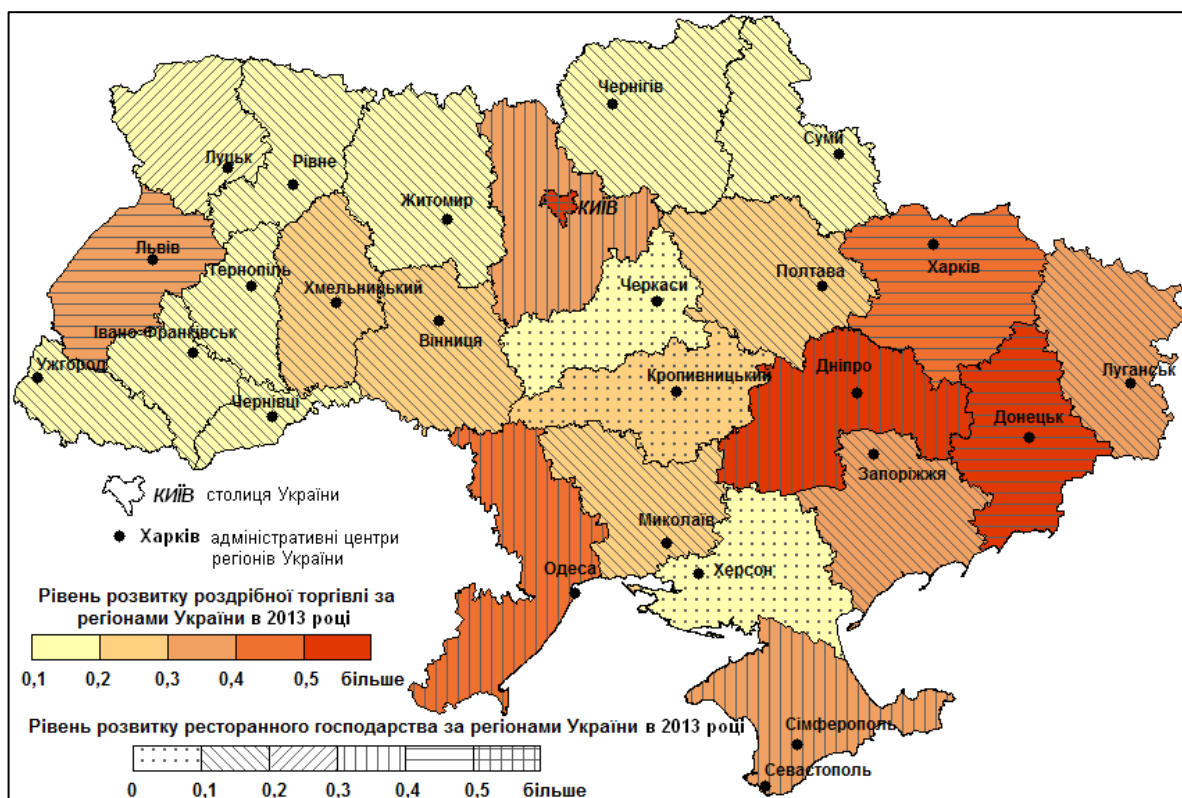 Чернігів
Суми
Луцьк
Рівне
Житомир
КИЇВ
Львів
Тернопіль
Хмельницький
Черкаси
Полтава
Харків
Івано-Франківськ
Вінниця
Ужгород
Кропивницький
Дніпро
Луганськ
Чернівці
Донецьк
Запоріжжя
Миколаїв
Одеса
Херсон
Сімферополь
Севастополь
КИЇВ столиця України
Харків адміністративні центри
регіонів України
Рівень розвитку роздрібної торгівлі за
регіонами України в 2013 році
0,1 0,2 0,3 0,4 0,5 більше
Рівень розвитку ресторанного господарства за регіонами України в 2013 році
0 0,1 0,2 0,3 0,4 0,5 більше